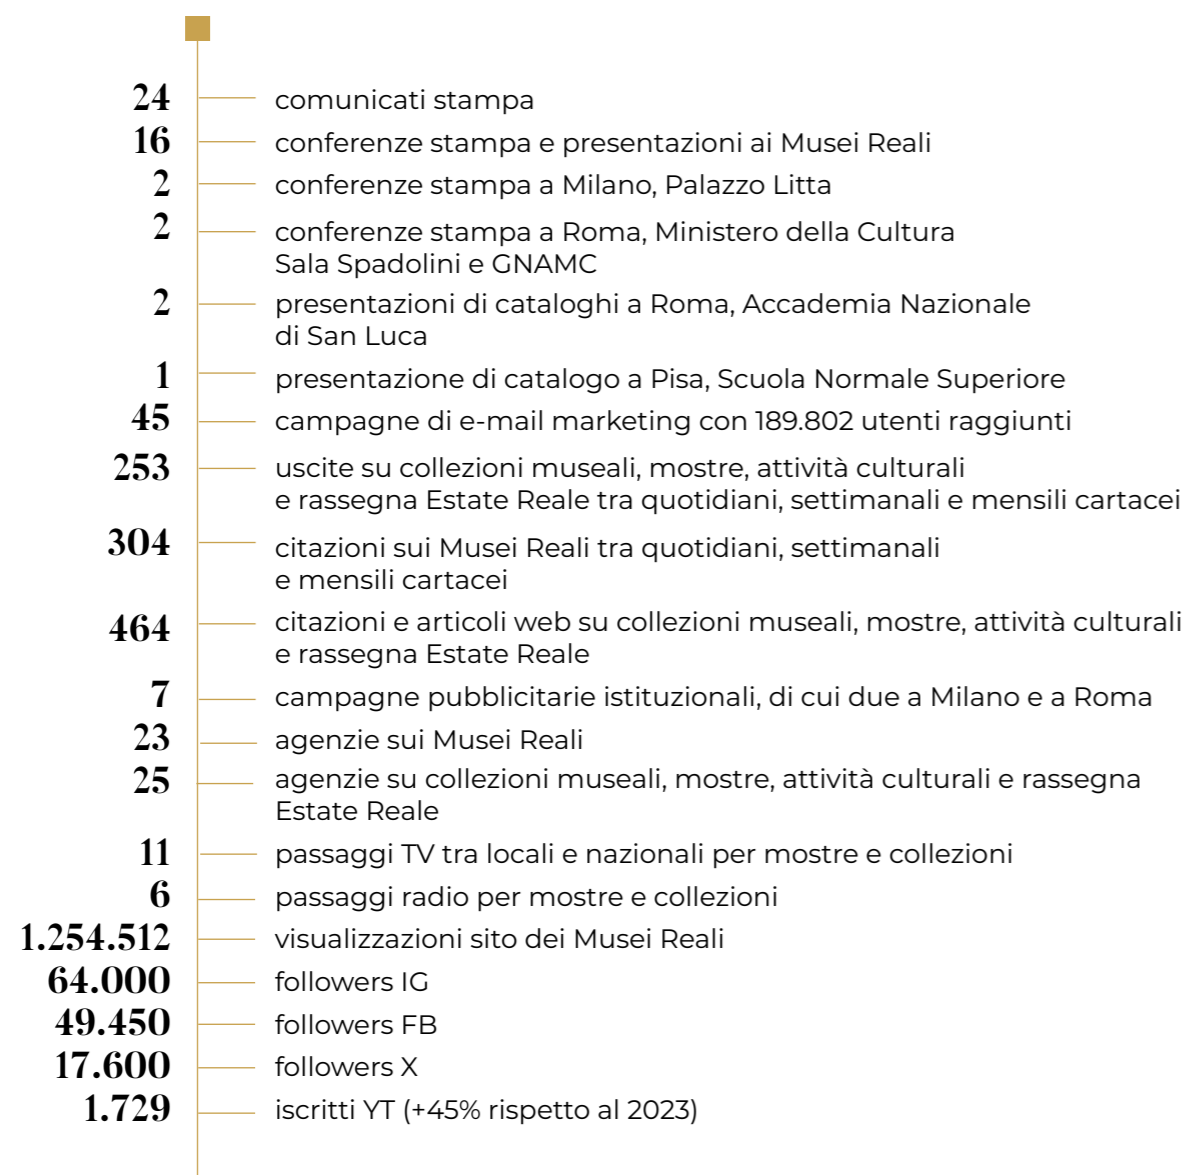 24 comunicati stampa
16 conferenze stampa e presentazioni ai Musei Reali
2 conferenze stampa a Milano, Palazzo Litta
2 conferenze stampa a Roma, Ministero della Cultura
Sala Spadolini e GNAMC
2 presentazioni di cataloghi a Roma, Accademia Nazionale
di San Luca
1 presentazione di catalogo a Pisa, Scuola Normale Superiore
45 campagne di e-mail marketing con 189.802 utenti raggiunti
253 uscite su collezioni museali, mostre, attività culturali
e rassegna Estate Reale tra quotidiani, settimanali e mensili cartacei
304 citazioni sui Musei Reali tra quotidiani, settimanali
e mensili cartacei
464 citazioni e articoli web su collezioni museali, mostre, attività culturali
e rassegna Estate Reale
7 campagne pubblicitarie istituzionali, di cui due a Milano e a Roma
23 agenzie sui Musei Reali
25 agenzie su collezioni museali, mostre, attività culturali e rassegna
Estate Reale
11 passaggi TV tra locali e nazionali per mostre e collezioni
6 passaggi radio per mostre e collezioni
1.254.512 visualizzazioni sito dei Musei Reali
64.000 followers IG
49.450 followers FB
17.600 followers X
1.729 iscritti YT (+45% rispetto al 2023)